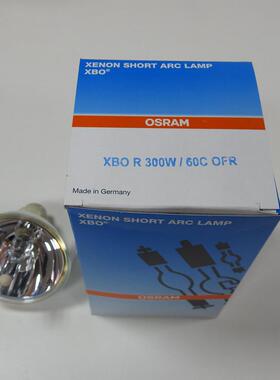 XENON SHORT ARC LAMP
XBO®
OSRAM
XBO R 300W / 60C OFR
Made in Germany
XENON SHORT ARC LAMP
XBO®
OSRAM